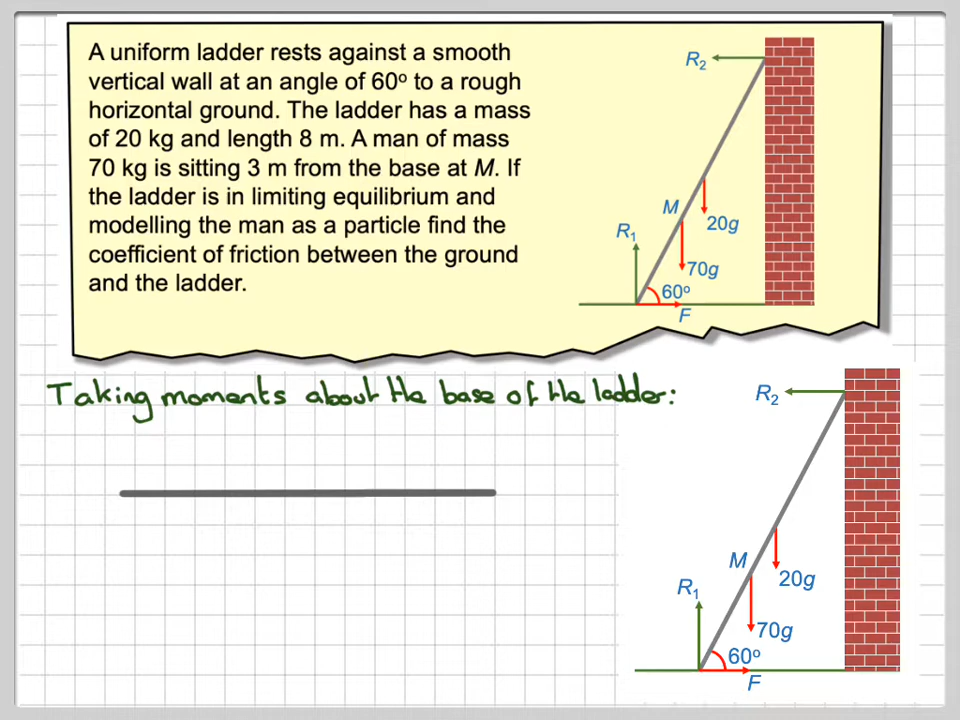 A uniform ladder rests against a smooth
vertical wall at an angle of 60º to a rough
horizontal ground. The ladder has a mass
of 20 kg and length 8 m. A man of mass
70 kg is sitting 3 m from the base at M. If
the ladder is in limiting equilibrium and
modelling the man as a particle find the
coefficient of friction between the ground
and the ladder.
R₂
M
20g
R₁
70g
60º
F
Taking moments about the base of the ladder:
R₂
M
20g
R₁
70g
60º
F